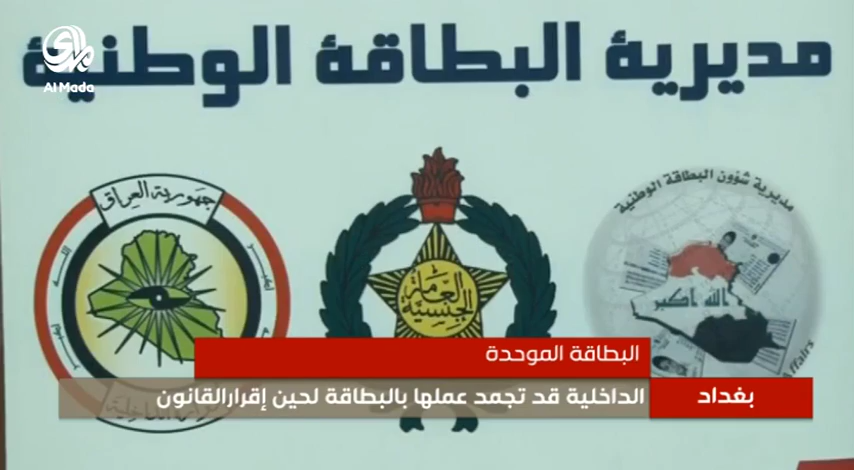 مديرية البطاقة الوطنية
Al Mada
جمهورية العراق
العامة
الجنسية
مديرية شؤون البطاقة الوطنية
الله اكبر
Affairs
البطاقة الموحدة
بغداد
الداخلية قد تجمد عملها بالبطاقة لحين إقرارالقانون